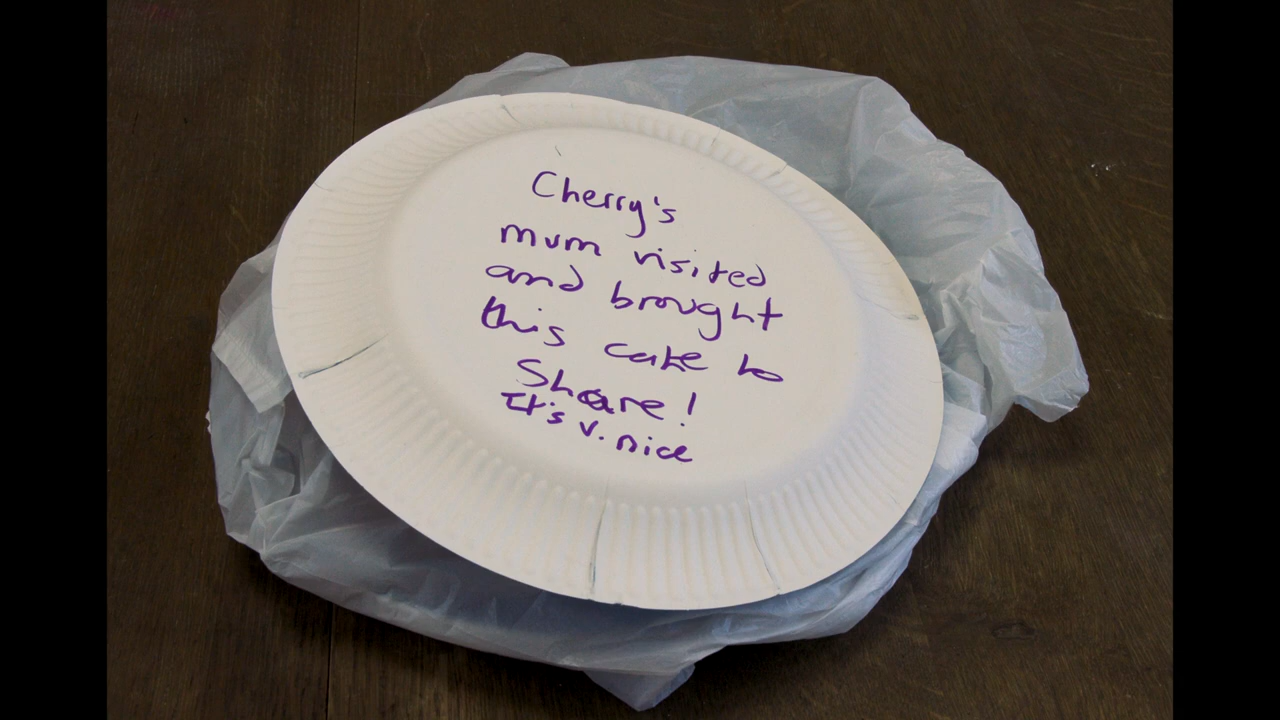 Cherry's
mum visited
and brought
this cake to
Share!
It's v. nice